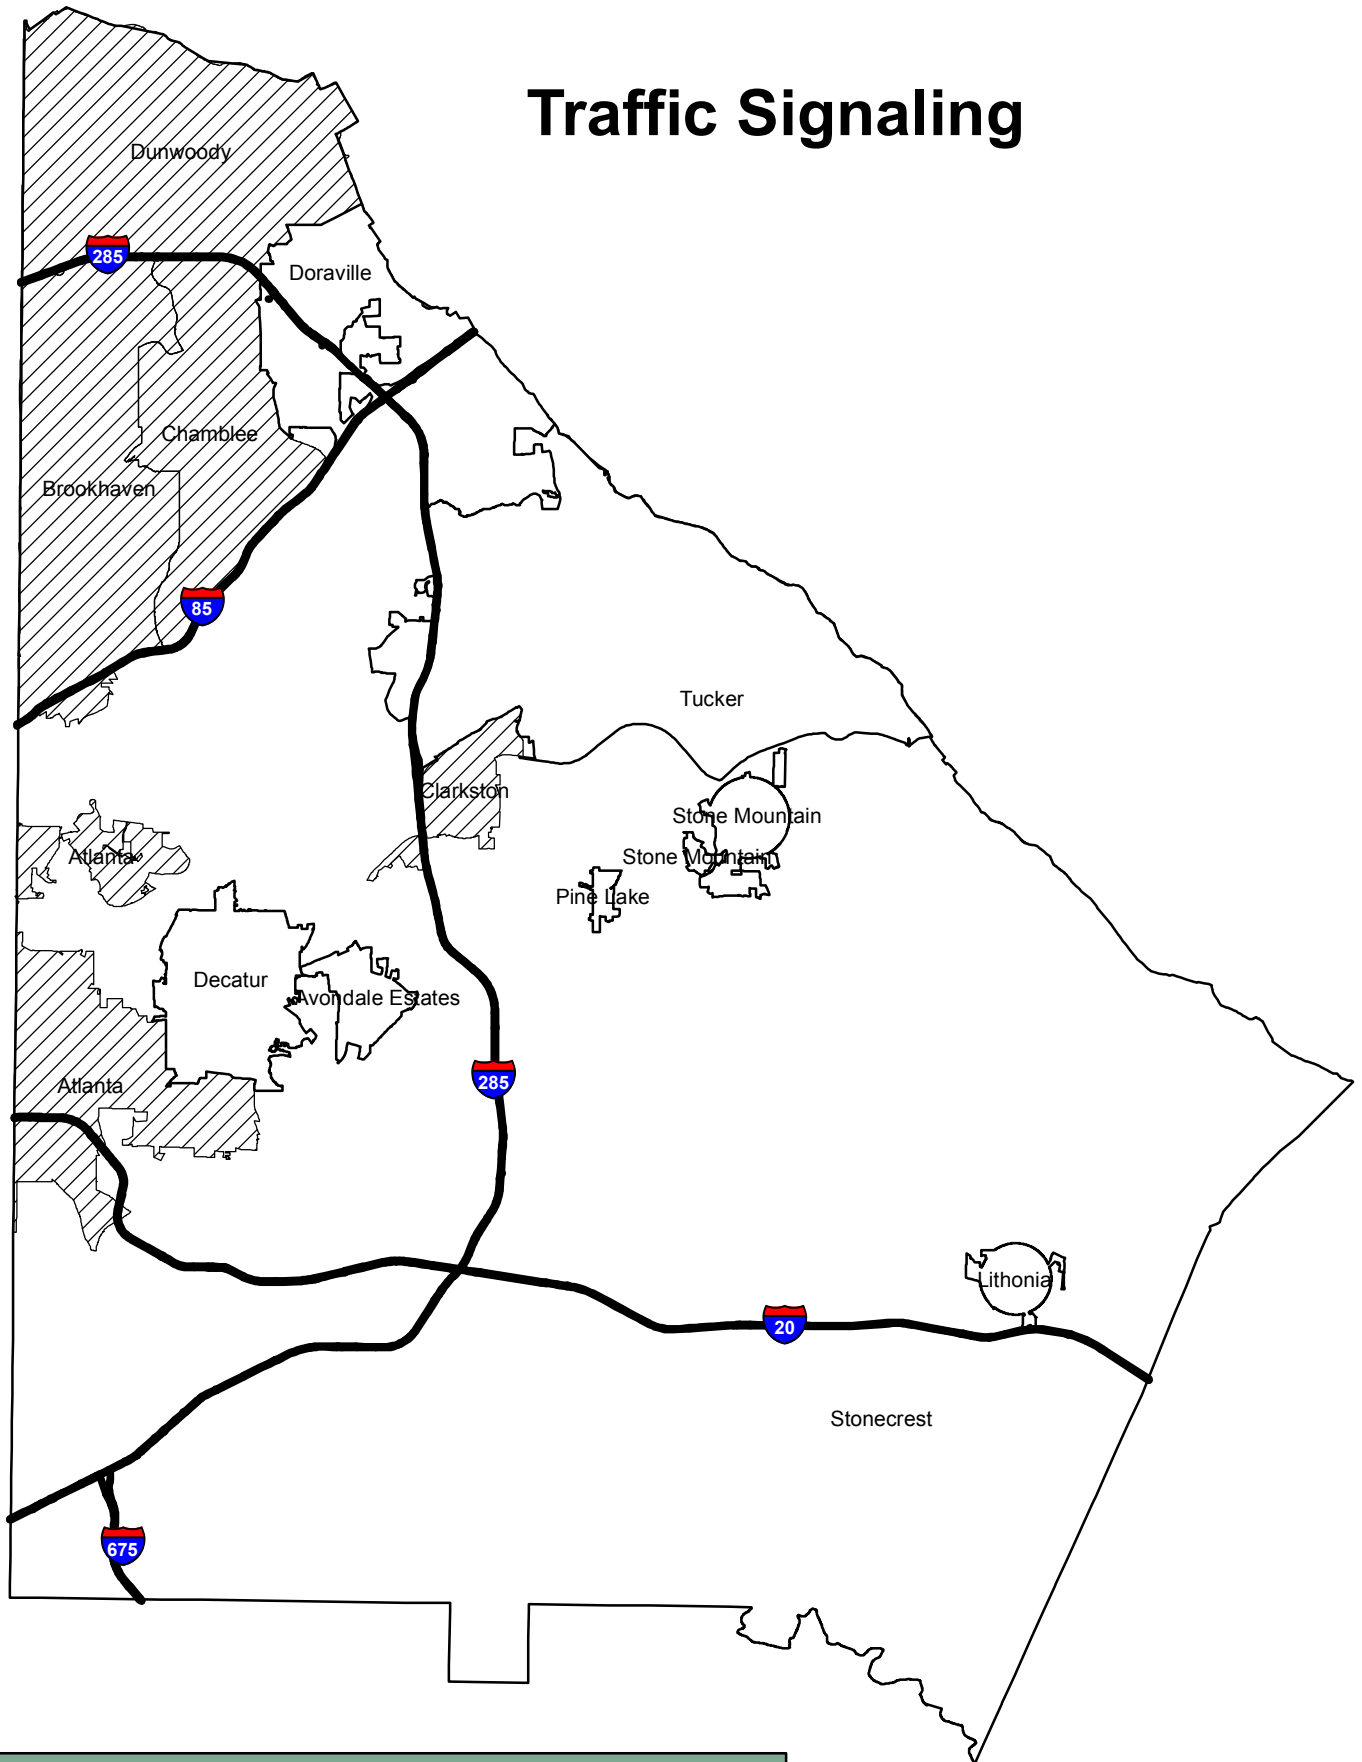 Traffic Signaling
Dunwoody
285
Doraville
Chamblee
Brookhaven
85
Tucker
Clarkston
Stone Mountain
Atlanta
Stone Mountain
Pine Lake
Decatur
Avondale Estates
285
Atlanta
Lithonia
20
Stonecrest
675